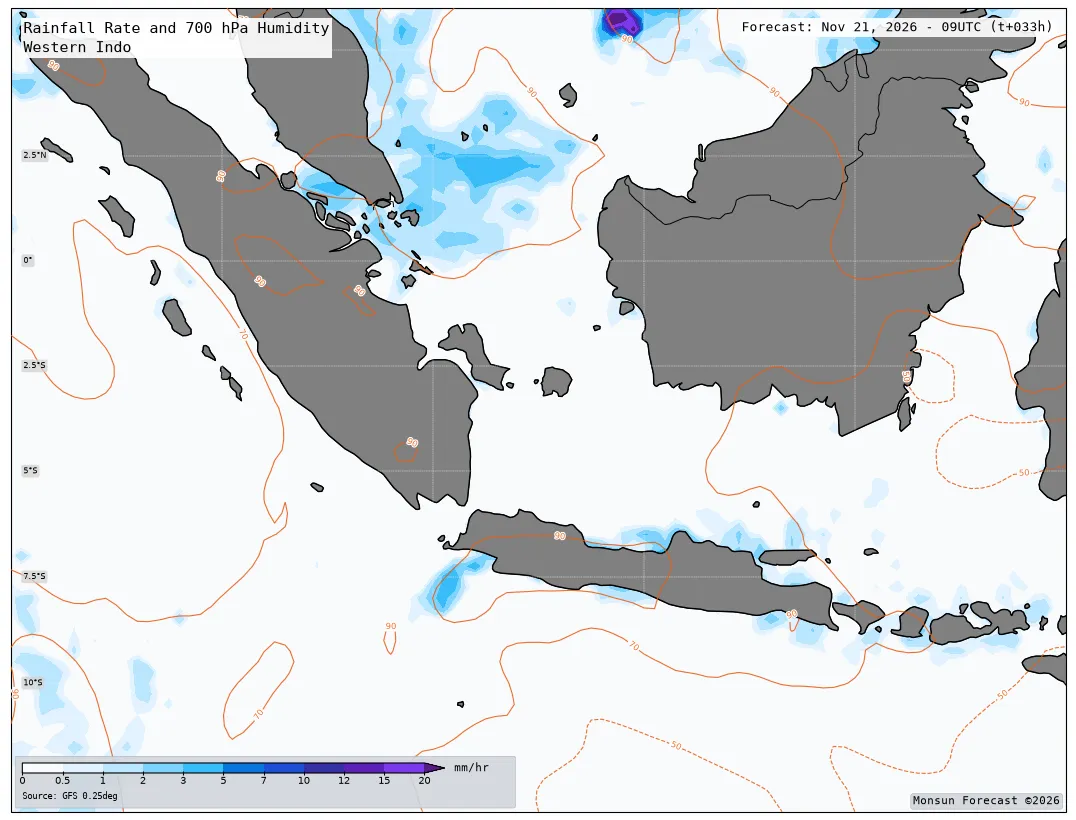 Rainfall Rate and 700 hPa Humidity
Western Indo
Forecast: Nov 21, 2026 - 09UTC (t+033h)
90
90
90
90
90
2.5°N
90
0°
90
90
70
2.5°S
50
90
5°S
50
90
7.5°S
90
90
70
10°S
90
50
70
50
0 0.5 1 2 3 5 7 10 12 15 20 mm/hr
Source: GFS 0.25deg
Monsun Forecast ©2026